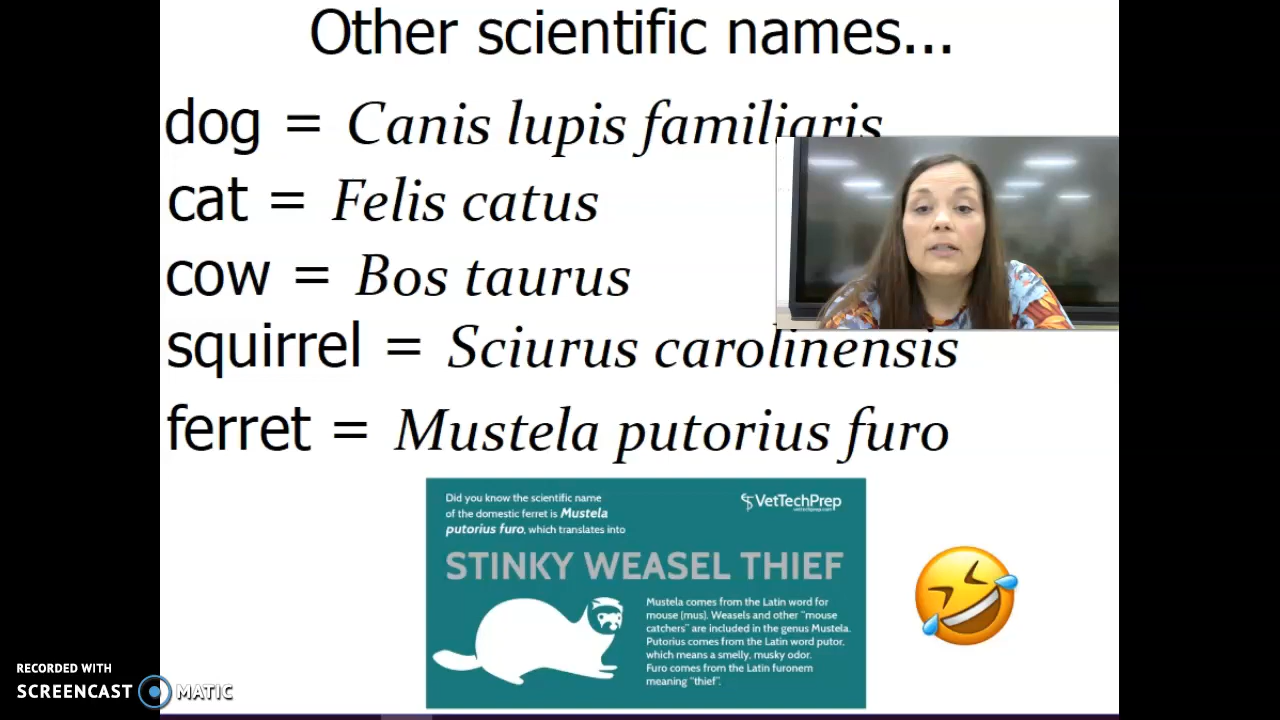 Other scientific names...
dog = Canis lupis familiaris
cat = Felis catus
cow = Bos taurus
squirrel = Sciurus carolinensis
ferret = Mustela putorius furo
Did you know the scientific name
of the domestic ferret is Mustela
putorius furo, which translates into
VetTechPrep
vettechprep.com
STINKY WEASEL THIEF
Mustela comes from the Latin word for
mouse (mus). Weasels and other "mouse
catchers" are included in the genus Mustela.
Putorius comes from the Latin word putor,
which means a smelly, musky odor.
Furo comes from the Latin furonem
meaning "thief".
RECORDED WITH
SCREENCAST MATIC